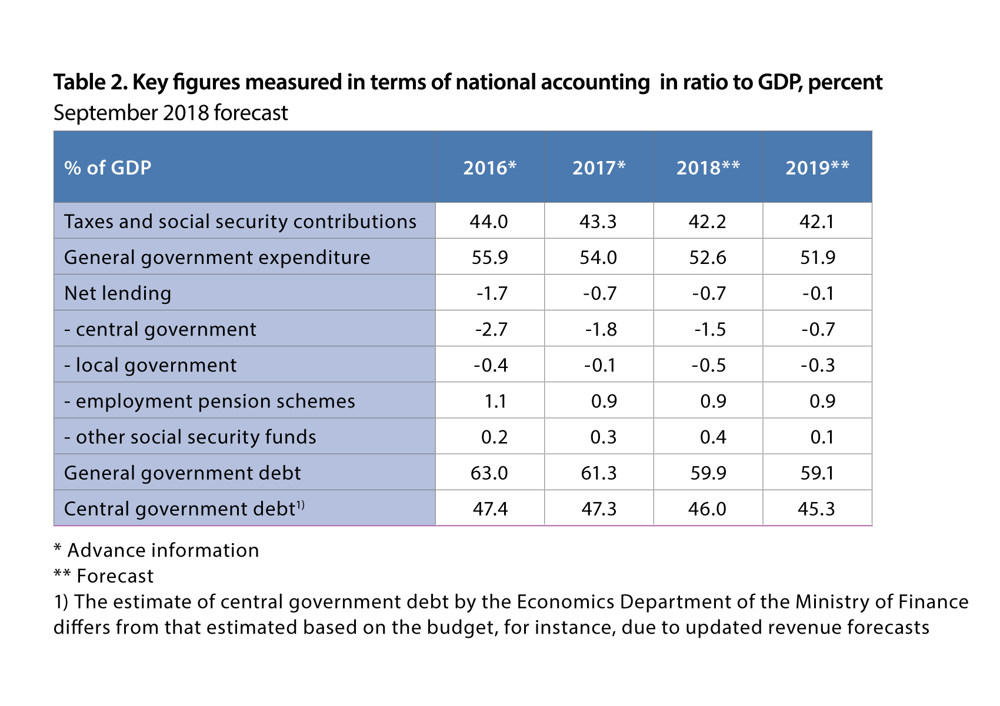 Table 2. Key figures measured in terms of national accounting in ratio to GDP, percent
September 2018 forecast
% of GDP 2016* 2017* 2018** 2019**
Taxes and social security contributions 44.0 43.3 42.2 42.1
General government expenditure 55.9 54.0 52.6 51.9
Net lending -1.7 -0.7 -0.7 -0.1
- central government -2.7 -1.8 -1.5 -0.7
- local government -0.4 -0.1 -0.5 -0.3
- employment pension schemes 1.1 0.9 0.9 0.9
- other social security funds 0.2 0.3 0.4 0.1
General government debt 63.0 61.3 59.9 59.1
Central government debt1) 47.4 47.3 46.0 45.3
* Advance information
** Forecast
1) The estimate of central government debt by the Economics Department of the Ministry of Finance
differs from that estimated based on the budget, for instance, due to updated revenue forecasts